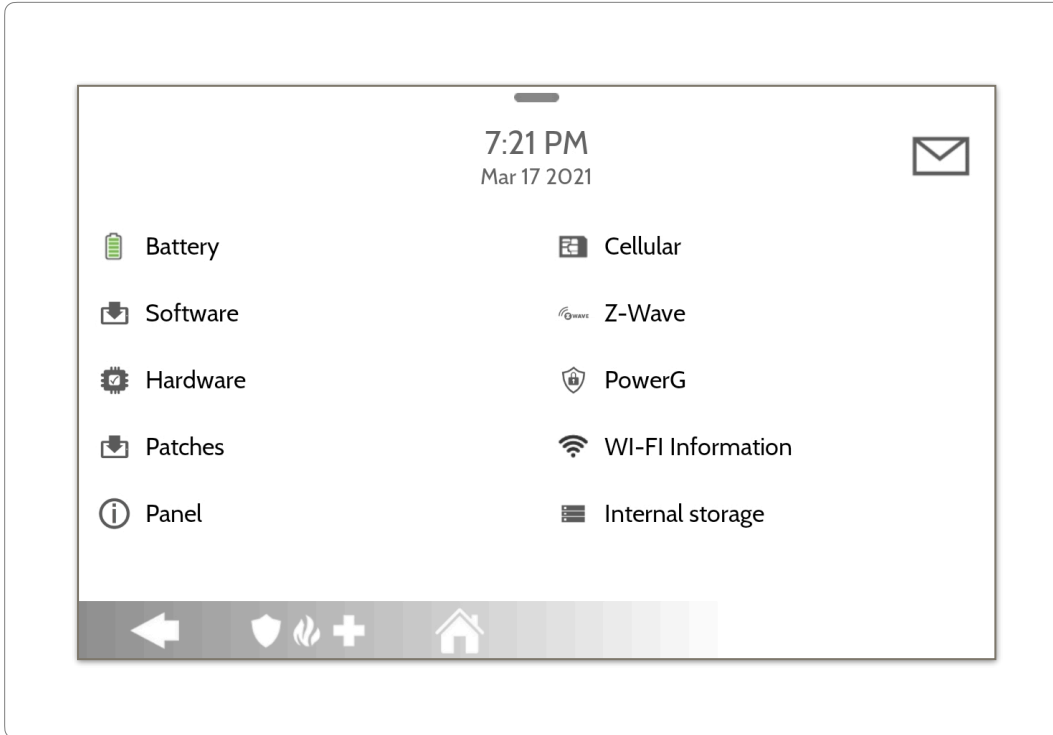 7:21 PM
Mar 17 2021
Battery
Cellular
Software
Z-WAVE
Z-Wave
Hardware
PowerG
Patches
WI-FI Information
Panel
Internal storage